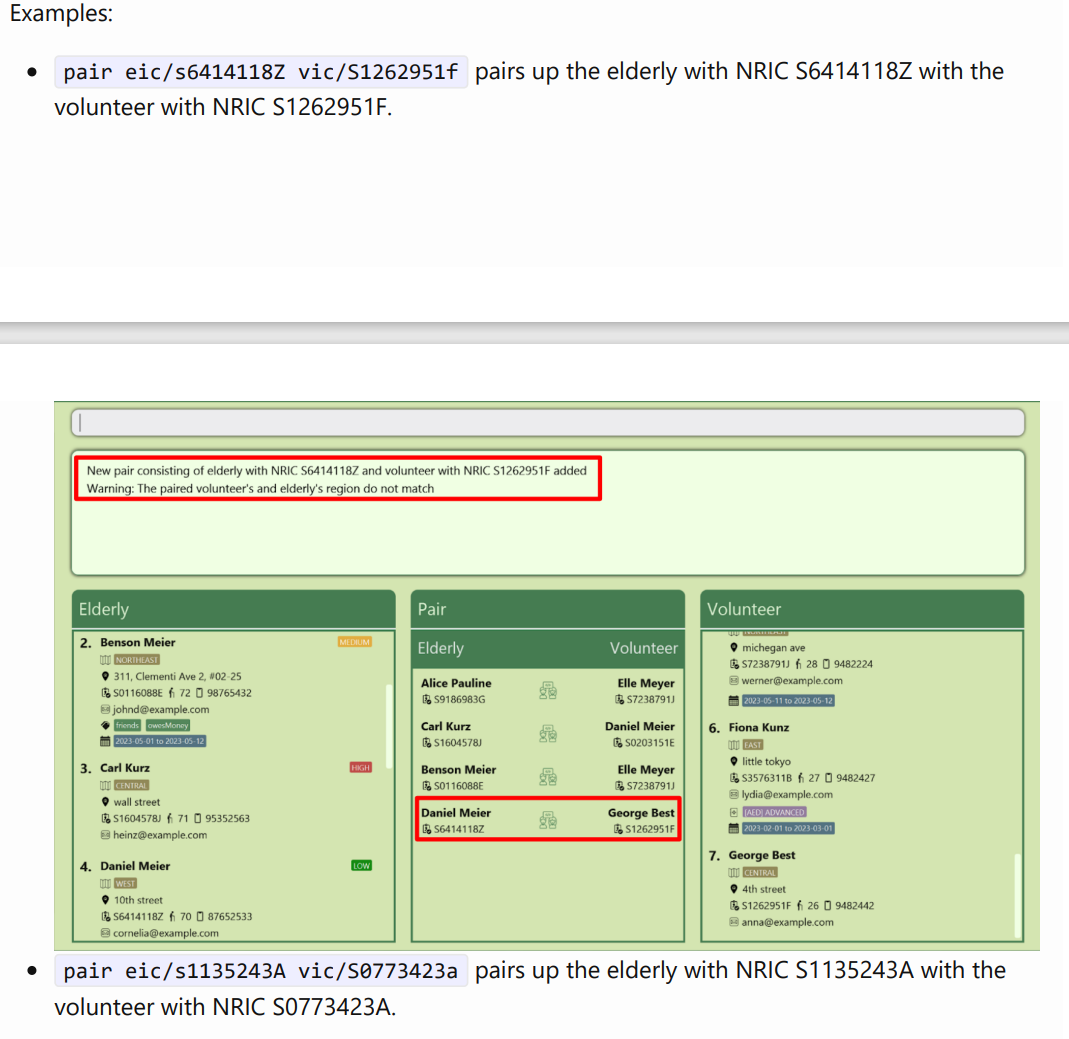 Examples:
pair eic/s6414118Z vic/S1262951f pairs up the elderly with NRIC S6414118Z with the
volunteer with NRIC S1262951F.
New pair consisting of elderly with NRIC S6414118Z and volunteer with NRIC S1262951F added
Warning: The paired volunteer's and elderly's region do not match
Elderly
2. Benson Meier MEDIUM
NORTHEAST
311, Clementi Ave 2, #02-25
S0116088E 72 98765432
johnd@example.com
friends owesMoney
2023-05-01 to 2023-05-12
3. Carl Kurz HIGH
CENTRAL
wall street
S1604578J 71 95352563
heinz@example.com
4. Daniel Meier LOW
WEST
10th street
S6414118Z 70 87652533
cornelia@example.com
Pair
Elderly Volunteer
Alice Pauline Elle Meyer
S9186983G S7238791J
Carl Kurz Daniel Meier
S1604578J S0203151E
Benson Meier Elle Meyer
S0116088E S7238791J
Daniel Meier George Best
S6414118Z S1262951F
Volunteer
michegan ave
S7238791J 28 9482224
werner@example.com
2023-05-11 to 2023-05-12
6. Fiona Kunz
EAST
little tokyo
S3576311B 27 9482427
lydia@example.com
[AED] ADVANCED
2023-02-01 to 2023-03-01
7. George Best
CENTRAL
4th street
S1262951F 26 9482442
anna@example.com
pair eic/s1135243A vic/S0773423a pairs up the elderly with NRIC S1135243A with the
volunteer with NRIC S0773423A.